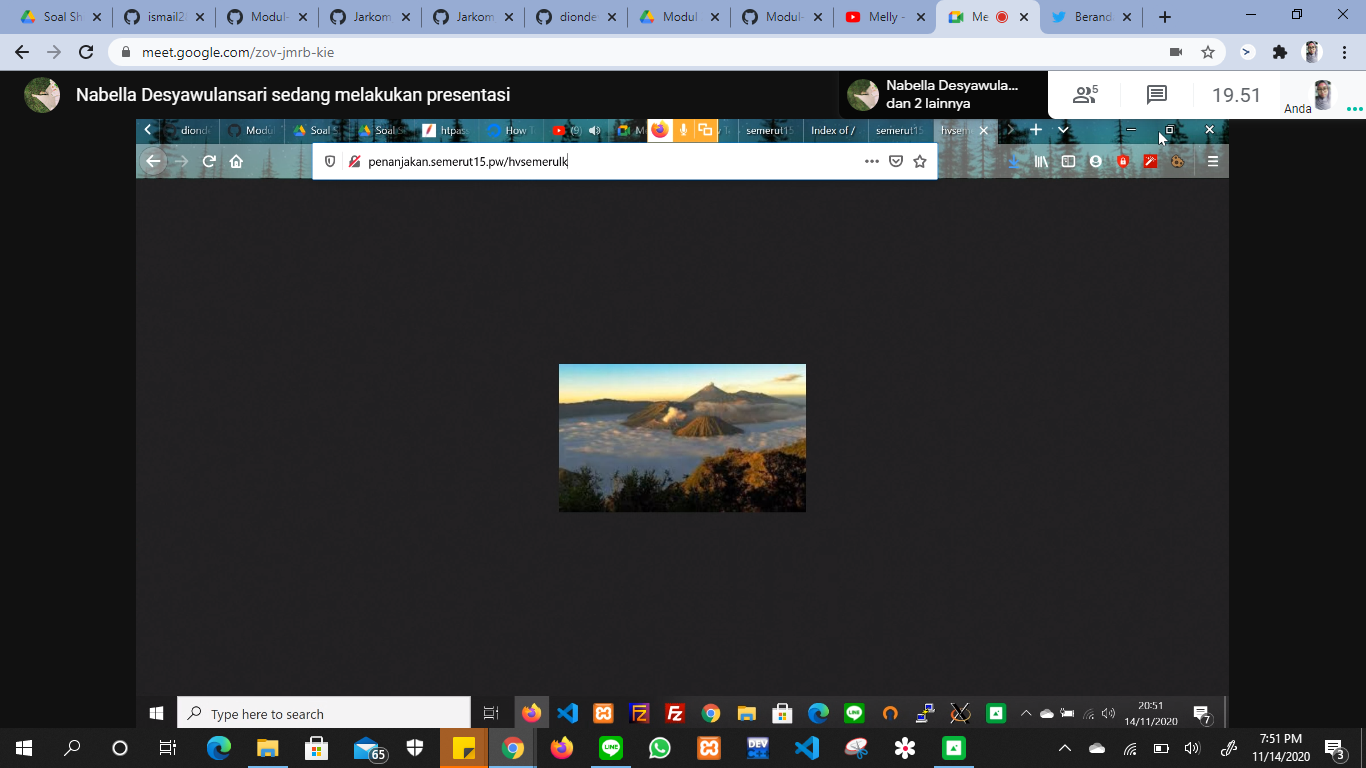 Soal Sh
ismail2
Modul-
Jarkom
Jarkom
dionde
Modul
Modul-
Melly -
Me
Berand
meet.google.com/zov-jmrb-kie
Nabella Desyawulansari sedang melakukan presentasi
Nabella Desyawula...
dan 2 lainnya
5
19.51
Anda
diond
Modul
Soal S
Soal S
htpass
How T
(9)
semerut15
Index of /
semerut15
hvsem
penanjakan.semerut15.pw/hvsemerulk
Type here to search
20:51
14/11/2020
7
65
DEV
7:51 PM
11/14/2020
3